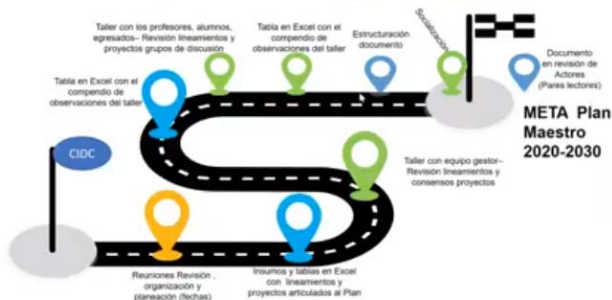 Taller con los profesores, alumnos,
egresados– Revisión lineamientos y
proyectos grupos de discusión
Tabla en Excel con el
compendio de
observaciones del taller
Estructuración
documento
Socialización
Documento
en revisión de
Actores
(Pares lectores)
META Plan
Maestro
2020-2030
Tabla en Excel con el
compendio de
observaciones del taller
Taller con equipo gestor–
Revisión lineamientos y
consensos proyectos
CIDC
Reuniones Revisión ,
organización y
planeación (fechas)
Insumos y tablas en Excel
con lineamientos y
proyectos articulados al Plan